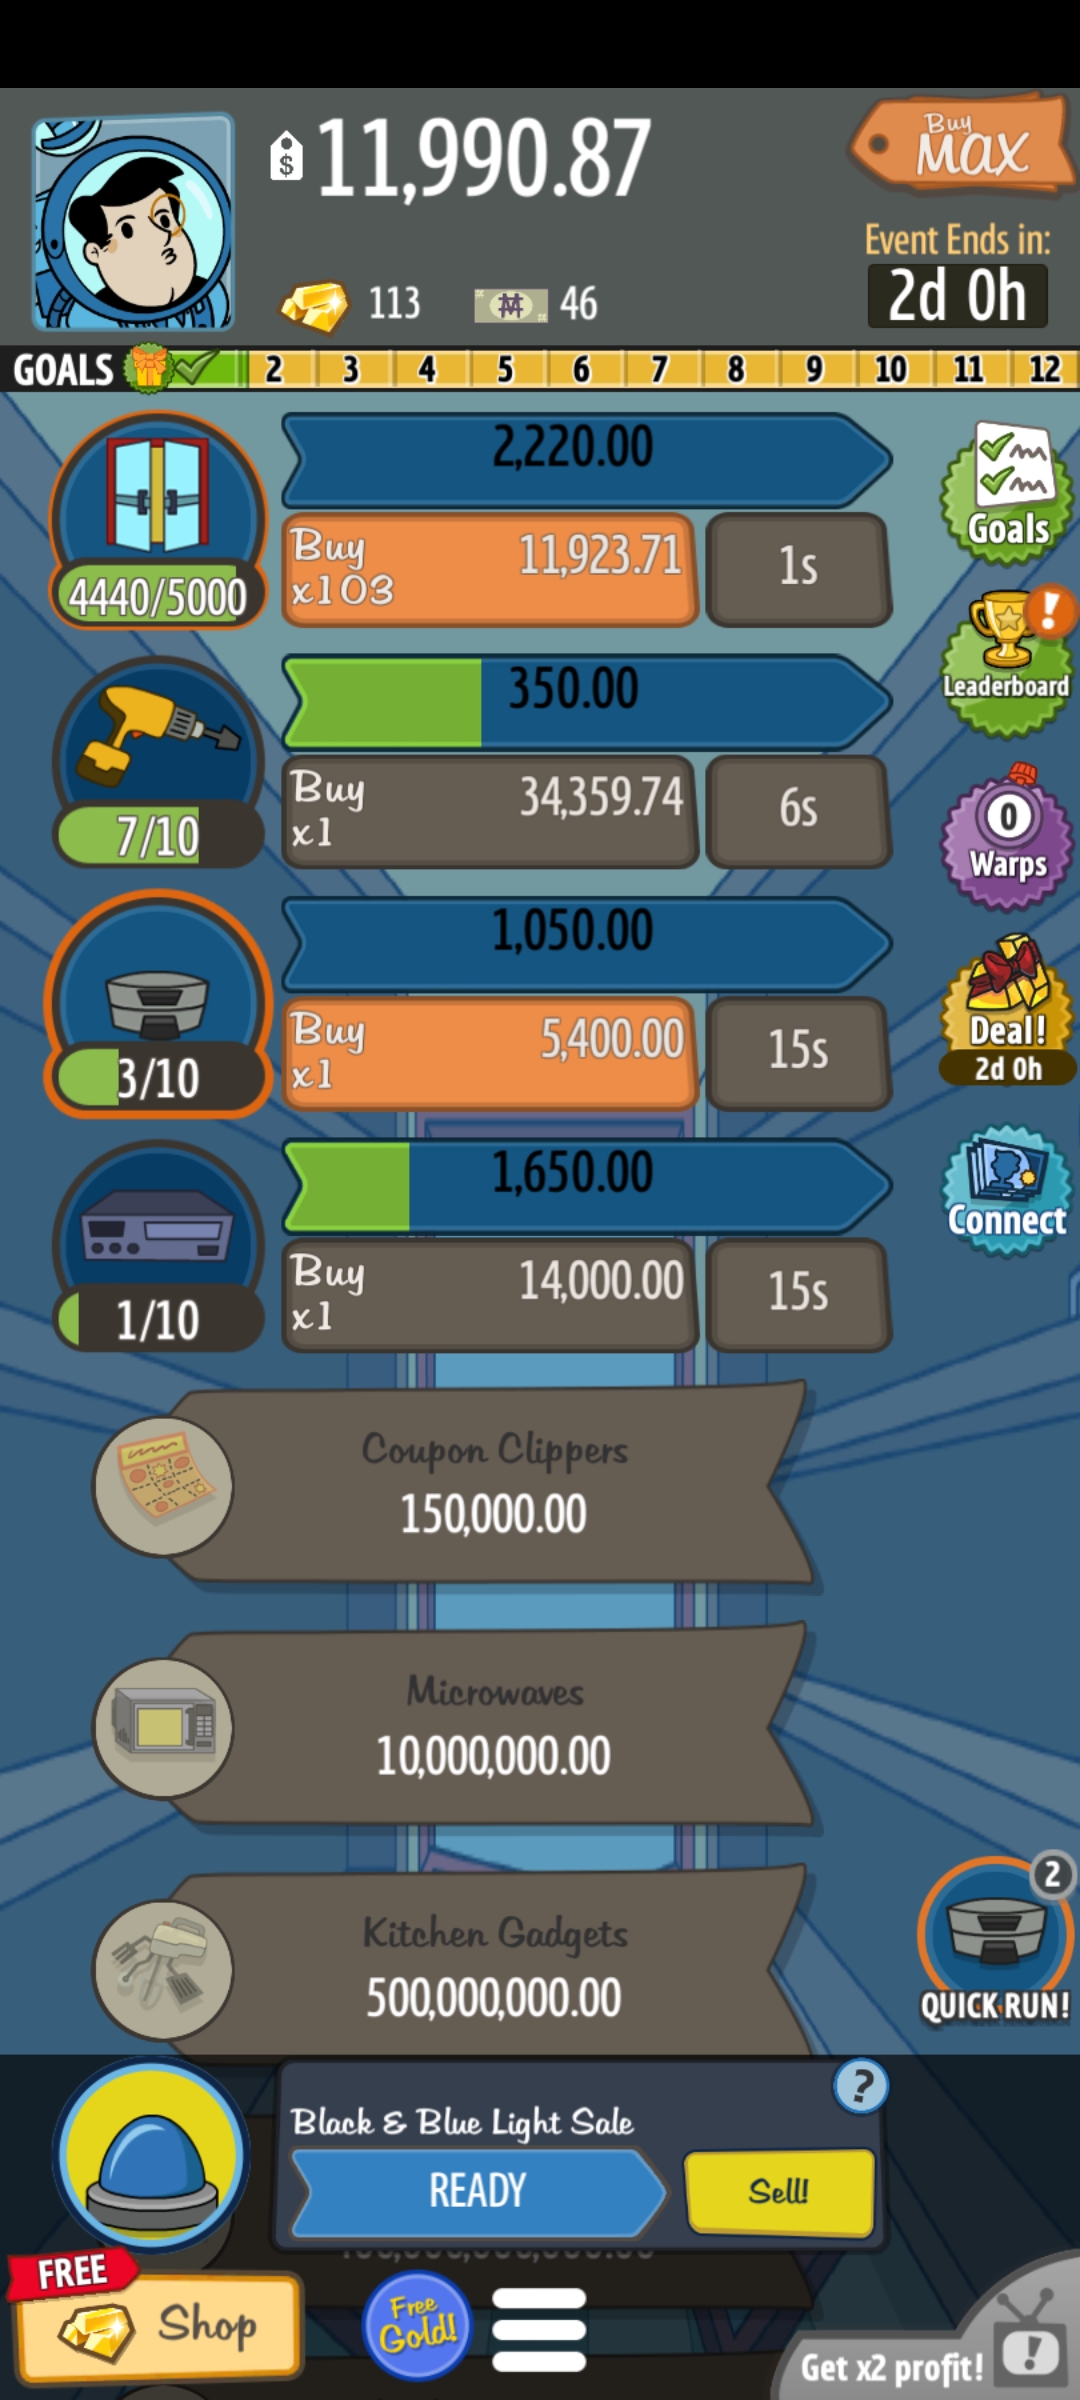 11,990.87
Buy
MAX
113
46
Event Ends in:
2d 0h
GOALS 2 3 4 5 6 7 8 9 10 11 12
2,220.00
Buy
x103
11,923.71
1s
4440/5000
Goals
350.00
Buy
x1
34,359.74
6s
7/10
Leaderboard
0
Warps
1,050.00
Buy
x1
5,400.00
15s
3/10
Deal!
2d 0h
1,650.00
Buy
x1
14,000.00
15s
1/10
Connect
Coupon Clippers
150,000.00
Microwaves
10,000,000.00
Kitchen Gadgets
500,000,000.00
2
QUICK RUN!
Black & Blue Light Sale
?
READY
Sell!
FREE
Shop
Free
Gold!
Get x2 profit!